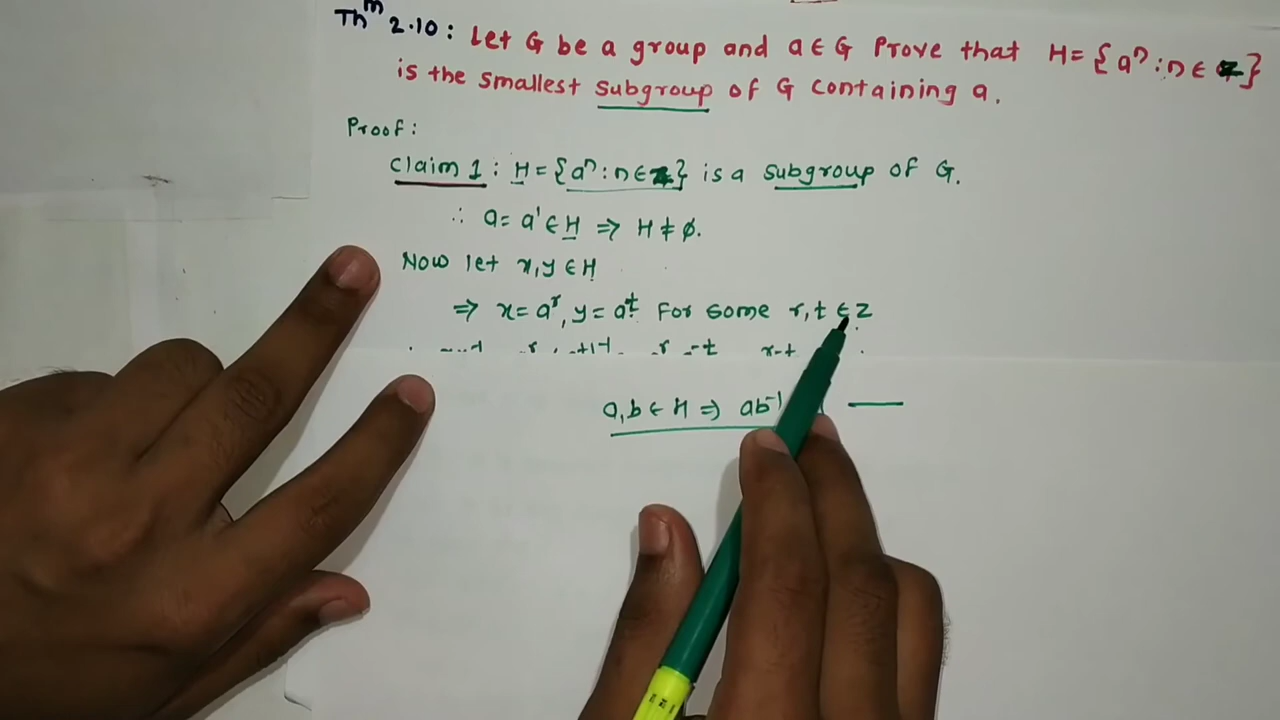 Thm 2.10: Let G be a group and a ∈ G Prove that H = {aⁿ : n ∈ Z}
is the smallest subgroup of G containing a.
Proof:
Claim 1: H = {aⁿ : n ∈ Z} is a subgroup of G.
∴ a = a¹ ∈ H ⇒ H ≠ ϕ.
Now let x, y ∈ H
⇒ x = aʳ, y = aᵗ. For some r, t ∈ Z
a, b ∈ H ⇒ ab⁻¹